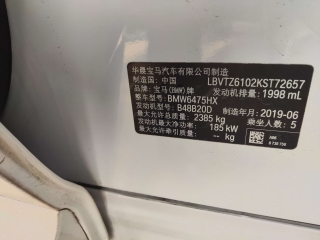 华晨宝马汽车有限公司制造
制造国：中国 LBVTZ6102KST72657
品牌：宝马(BMW)牌 发动机排量：1998 mL
整车型号：BMW6475HX
发动机型号：B48B20D 制造年月：2019-06
最大允许总质量：2385 kg 乘坐人数：5
发动机最大净功率：185 kW
最大允许牵引质量：-- kg